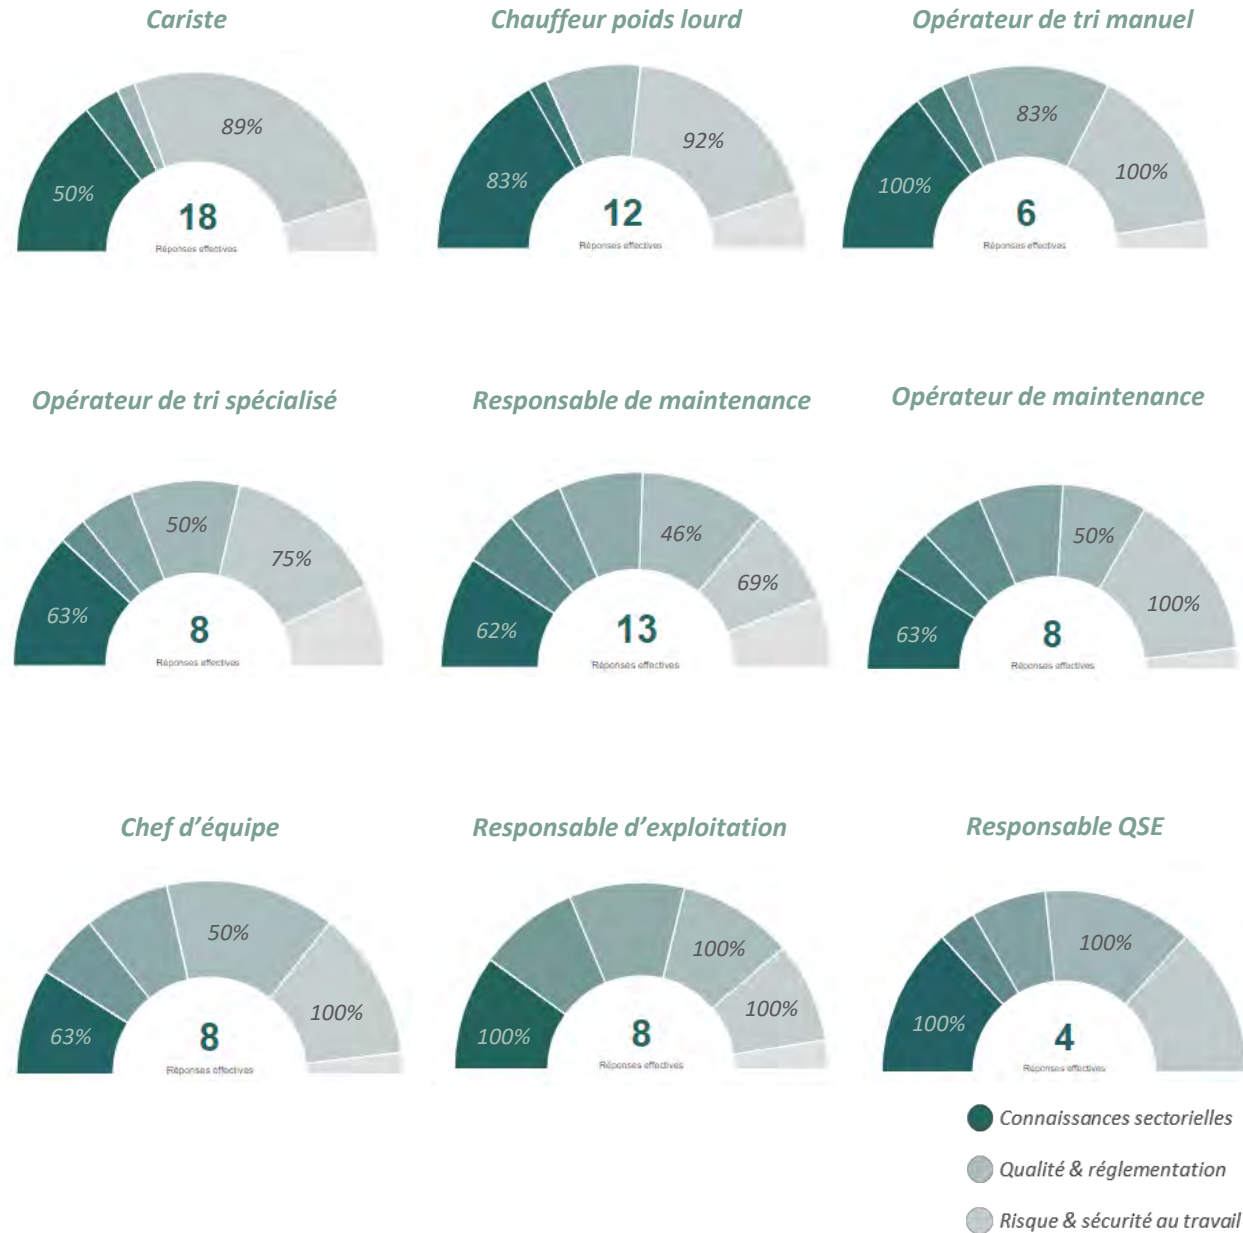 Cariste
50%
89%
18
Réponses effectives
Chauffeur poids lourd
83%
92%
12
Réponses effectives
Opérateur de tri manuel
100%
83%
100%
6
Réponses effectives
Opérateur de tri spécialisé
63%
50%
75%
8
Réponses effectives
Responsable de maintenance
62%
46%
69%
13
Réponses effectives
Opérateur de maintenance
63%
50%
100%
8
Réponses effectives
Chef d’équipe
63%
50%
100%
8
Réponses effectives
Responsable d’exploitation
100%
100%
100%
8
Réponses effectives
Responsable QSE
100%
100%
4
Réponses effectives
Connaissances sectorielles
Qualité & réglementation
Risque & sécurité au travail